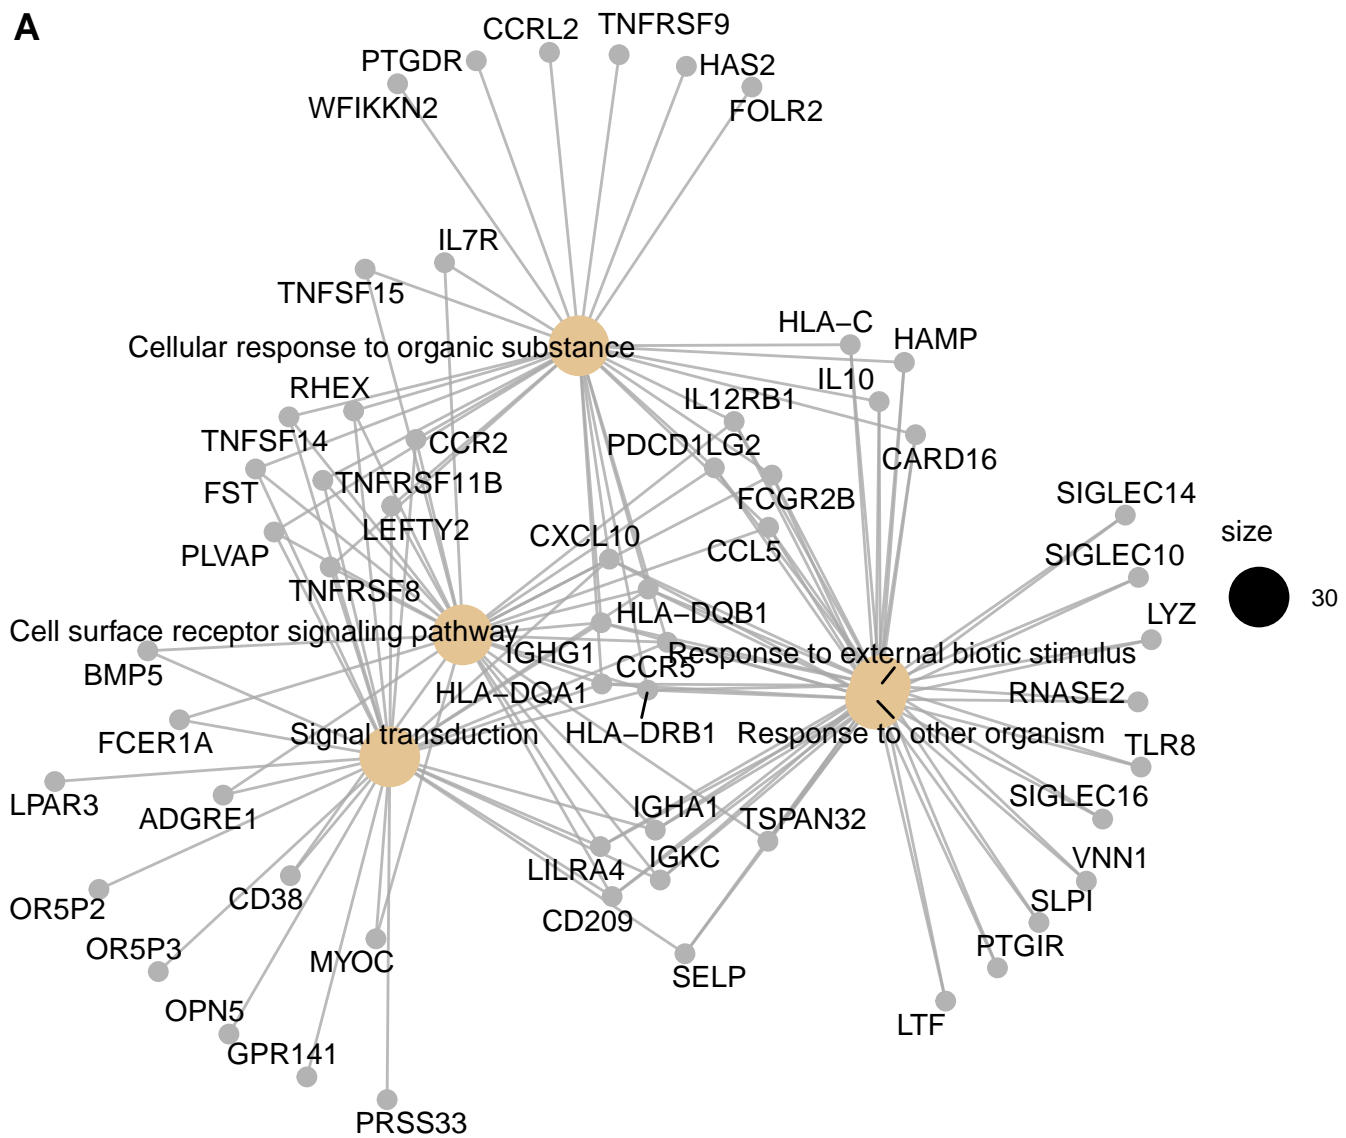 A
CCRL2
TNFRSF9
PTGDR
HAS2
WFIKKN2
FOLR2
IL7R
TNFSF15
HLA−C
HAMP
Cellular response to organic substance
IL10
RHEX
IL12RB1
TNFSF14
CCR2
PDCD1LG2
CARD16
FST
TNFRSF11B
FCGR2B
SIGLEC14
LEFTY2
CXCL10
size
PLVAP
CCL5
SIGLEC10
TNFRSF8
30
HLA−DQB1
LYZ
Cell surface receptor signaling pathway
IGHG1
Response to external biotic stimulus
BMP5
CCR5
HLA−DQA1
RNASE2
FCER1A
Signal transduction
HLA−DRB1
Response to other organism
TLR8
LPAR3
ADGRE1
IGHA1
TSPAN32
SIGLEC16
LILRA4
IGKC
VNN1
OR5P2
CD38
CD209
SLPI
OR5P3
MYOC
PTGIR
SELP
OPN5
LTF
GPR141
PRSS33